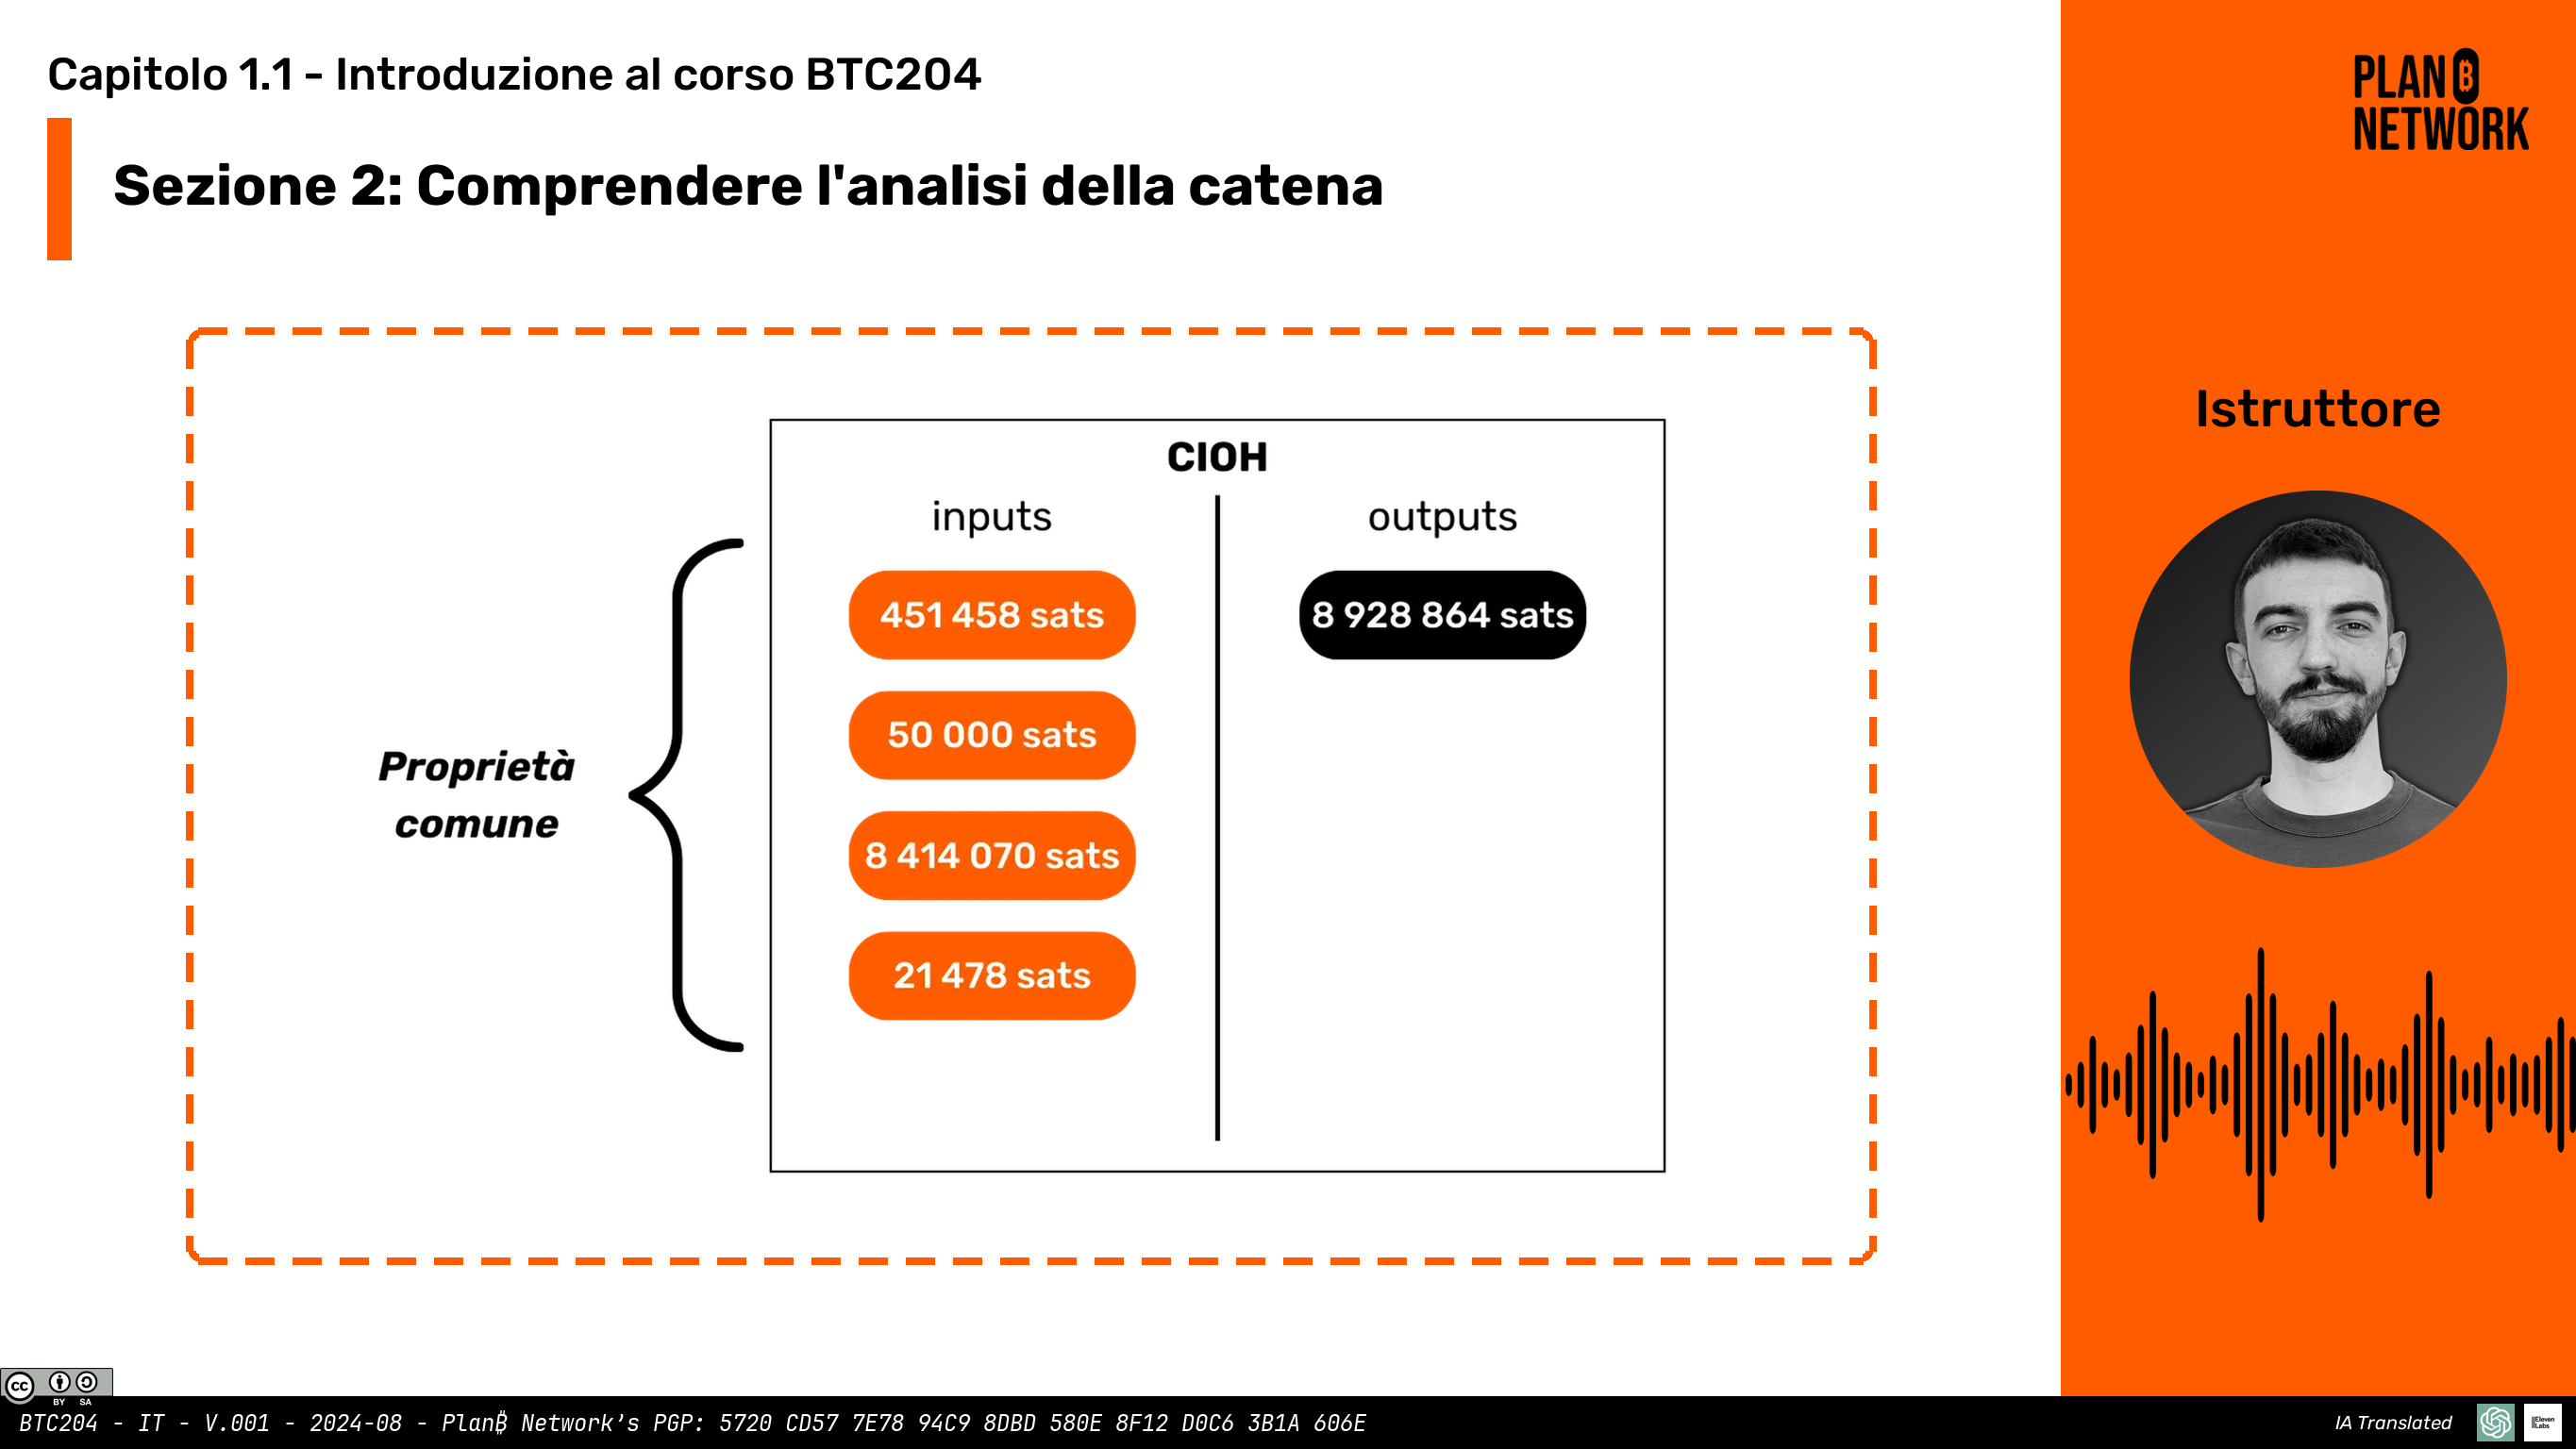 Capitolo 1.1 - Introduzione al corso BTC204
PLAN B
NETWORK
Sezione 2: Comprendere l'analisi della catena
Istruttore
CIOH
inputs
outputs
451 458 sats
8 928 864 sats
50 000 sats
Proprietà
comune
8 414 070 sats
21 478 sats
CC BY SA
BTC204 - IT - V.001 - 2024-08 - Plan₿ Network's PGP: 5720 CD57 7E78 94C9 8DBD 580E 8F12 D0C6 3B1A 606E
IA Translated
IIElevenLabs